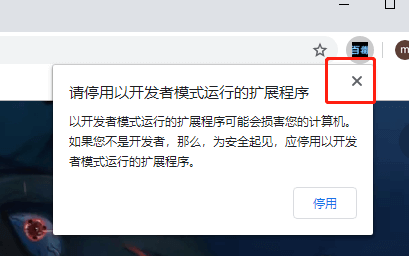 百福
m
请停用以开发者模式运行的扩展程序
以开发者模式运行的扩展程序可能会损害您的计算机。
如果您不是开发者，那么，为安全起见，应停用以开发
者模式运行的扩展程序。
停用